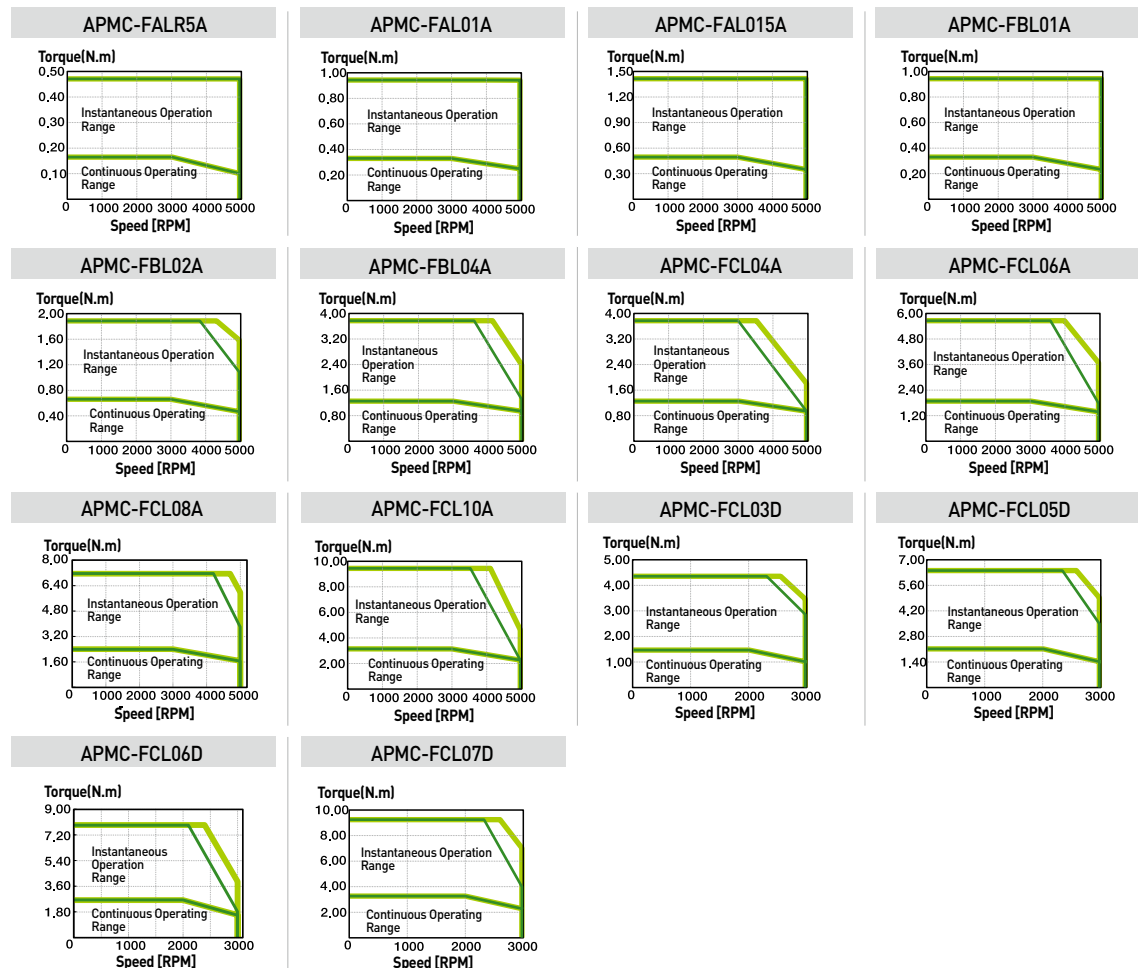 APMC-FALR5A
Torque(N.m)
0,50
0,40
0,30
0,20
0,10
Instantaneous Operation
Range
Continuous Operating
Range
0 1000 2000 3000 4000 5000
Speed [RPM]
APMC-FAL01A
Torque(N.m)
1,00
0,80
0,60
0,40
0,20
Instantaneous Operation
Range
Continuous Operating
Range
0 1000 2000 3000 4000 5000
Speed [RPM]
APMC-FAL015A
Torque(N.m)
1,50
1,20
0,90
0,60
0,30
Instantaneous Operation
Range
Continuous Operating
Range
0 1000 2000 3000 4000 5000
Speed [RPM]
APMC-FBL01A
Torque(N.m)
1,00
0,80
0,60
0,40
0,20
Instantaneous Operation
Range
Continuous Operating
Range
0 1000 2000 3000 4000 5000
Speed [RPM]
APMC-FBL02A
Torque(N.m)
2,00
1,60
1,20
0,80
0,40
Instantaneous Operation
Range
Continuous Operating
Range
0 1000 2000 3000 4000 5000
Speed [RPM]
APMC-FBL04A
Torque(N.m)
4,00
3,20
2,40
1,60
0,80
Instantaneous
Operation
Range
Continuous Operating
Range
0 1000 2000 3000 4000 5000
Speed [RPM]
APMC-FCL04A
Torque(N.m)
4,00
3,20
2,40
1,60
0,80
Instantaneous
Operation
Range
Continuous Operating
Range
0 1000 2000 3000 4000 5000
Speed [RPM]
APMC-FCL06A
Torque(N.m)
6,00
4,80
3,60
2,40
1,20
Instantaneous Operation
Range
Continuous Operating
Range
0 1000 2000 3000 4000 5000
Speed [RPM]
APMC-FCL08A
Torque(N.m)
8,00
6,40
4,80
3,20
1,60
Instantaneous Operation
Range
Continuous Operating
Range
0 1000 2000 3000 4000 5000
Speed [RPM]
APMC-FCL10A
Torque(N.m)
10,00
8,00
6,00
4,00
2,00
Instantaneous Operation
Range
Continuous Operating
Range
0 1000 2000 3000 4000 5000
Speed [RPM]
APMC-FCL03D
Torque(N.m)
5,00
4,00
3,00
2,00
1,00
Instantaneous Operation
Range
Continuous Operating
Range
0 1000 2000 3000
Speed [RPM]
APMC-FCL05D
Torque(N.m)
7,00
5,60
4,20
2,80
1,40
Instantaneous Operation
Range
Continuous Operating
Range
0 1000 2000 3000
Speed [RPM]
APMC-FCL06D
Torque(N.m)
9,00
7,20
5,40
3,60
1,80
Instantaneous
Operation
Range
Continuous Operating
Range
0 1000 2000 3000
Speed [RPM]
APMC-FCL07D
Torque(N.m)
10,00
8,00
6,00
4,00
2,00
Instantaneous Operation
Range
Continuous Operating
Range
0 1000 2000 3000
Speed [RPM]